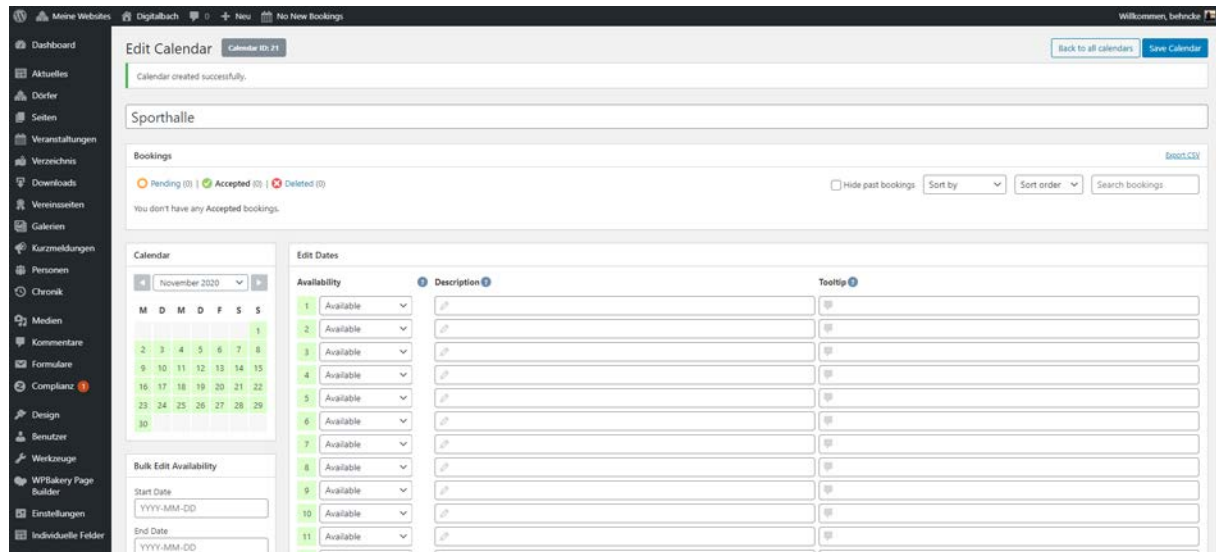 Meine Websites Digitalbach 0 + Neu No New Bookings Willkommen, behncke
Dashboard
Aktuelles
Dörfer
Seiten
Veranstaltungen
Verzeichnis
Downloads
Vereinsseiten
Galerien
Kurzmeldungen
Personen
Chronik
Medien
Kommentare
Formulare
Complianz 1
Design
Benutzer
Werkzeuge
WPBakery Page
Builder
Einstellungen
Individuelle Felder
Edit Calendar Calendar ID: 21 Back to all calendars Save Calendar
Calendar created successfully.
Sporthalle
Bookings Export CSV
Pending (0) | Accepted (0) | Deleted (0) Hide past bookings Sort by Sort order Search bookings
You don't have any Accepted bookings.
Calendar
November 2020
M D M D F S S
1
2 3 4 5 6 7 8
9 10 11 12 13 14 15
16 17 18 19 20 21 22
23 24 25 26 27 28 29
30
Bulk Edit Availability
Start Date
YYYY-MM-DD
End Date
YYYY-MM-DD
Edit Dates
Availability ? Description ? Tooltip ?
1 Available
2 Available
3 Available
4 Available
5 Available
6 Available
7 Available
8 Available
9 Available
10 Available
11 Available